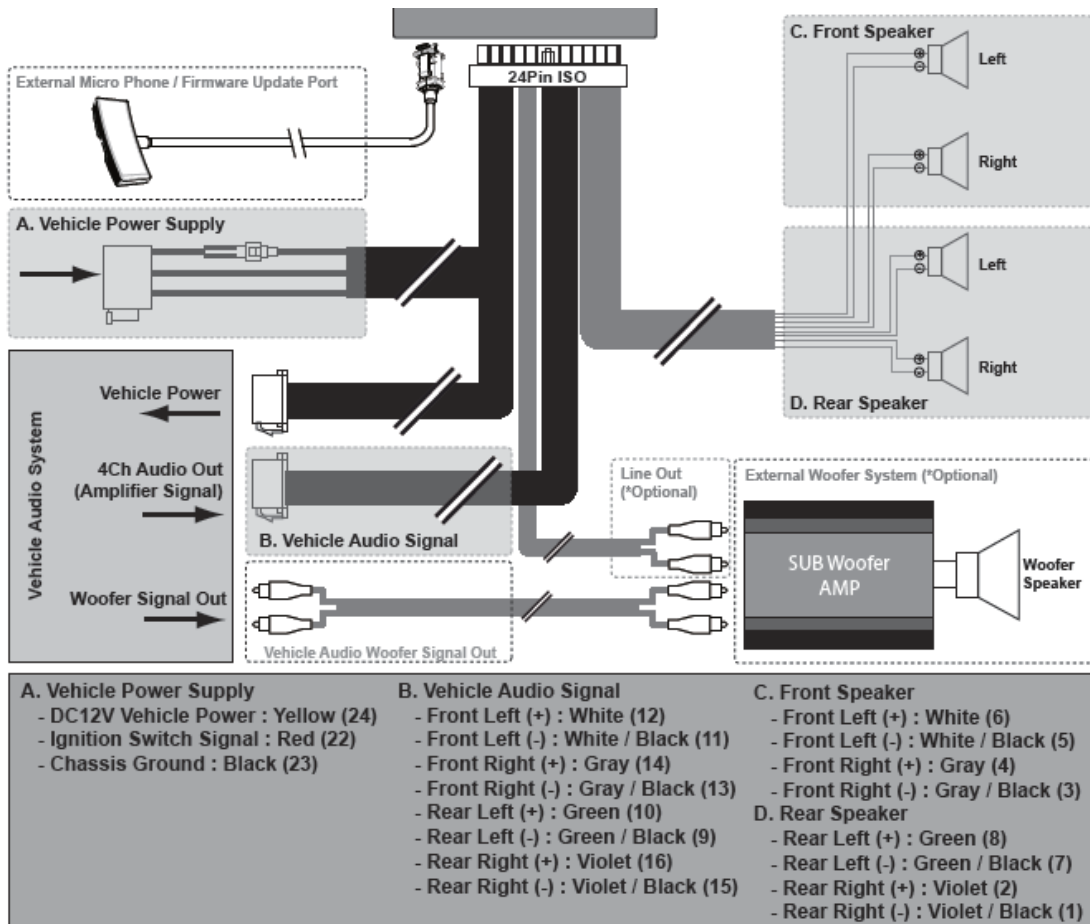 24Pin ISO
External Micro Phone / Firmware Update Port
C. Front Speaker
Left
Right
A. Vehicle Power Supply
Left
Right
D. Rear Speaker
Vehicle Audio System
Vehicle Power
4Ch Audio Out
(Amplifier Signal)
Woofer Signal Out
B. Vehicle Audio Signal
Vehicle Audio Woofer Signal Out
Line Out
(*Optional)
External Woofer System (*Optional)
SUB Woofer
AMP
Woofer
Speaker
A. Vehicle Power Supply
- DC12V Vehicle Power : Yellow (24)
- Ignition Switch Signal : Red (22)
- Chassis Ground : Black (23)
B. Vehicle Audio Signal
- Front Left (+) : White (12)
- Front Left (-) : White / Black (11)
- Front Right (+) : Gray (14)
- Front Right (-) : Gray / Black (13)
- Rear Left (+) : Green (10)
- Rear Left (-) : Green / Black (9)
- Rear Right (+) : Violet (16)
- Rear Right (-) : Violet / Black (15)
C. Front Speaker
- Front Left (+) : White (6)
- Front Left (-) : White / Black (5)
- Front Right (+) : Gray (4)
- Front Right (-) : Gray / Black (3)
D. Rear Speaker
- Rear Left (+) : Green (8)
- Rear Left (-) : Green / Black (7)
- Rear Right (+) : Violet (2)
- Rear Right (-) : Violet / Black (1)